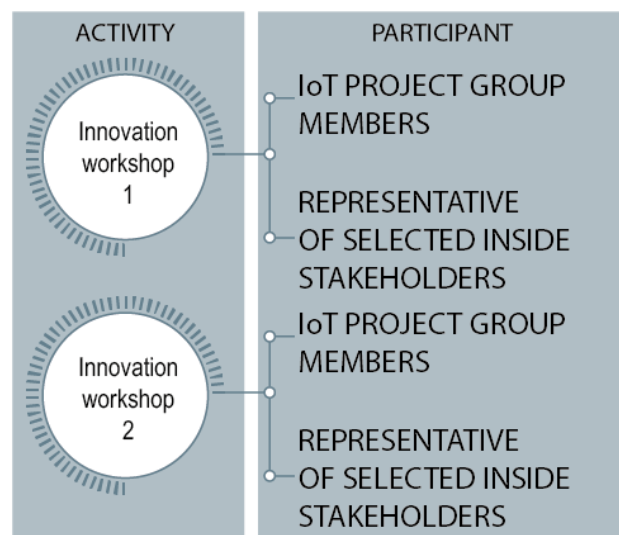 ACTIVITY
PARTICIPANT
Innovation
workshop
1
IoT PROJECT GROUP
MEMBERS
REPRESENTATIVE
OF SELECTED INSIDE
STAKEHOLDERS
Innovation
workshop
2
IoT PROJECT GROUP
MEMBERS
REPRESENTATIVE
OF SELECTED INSIDE
STAKEHOLDERS